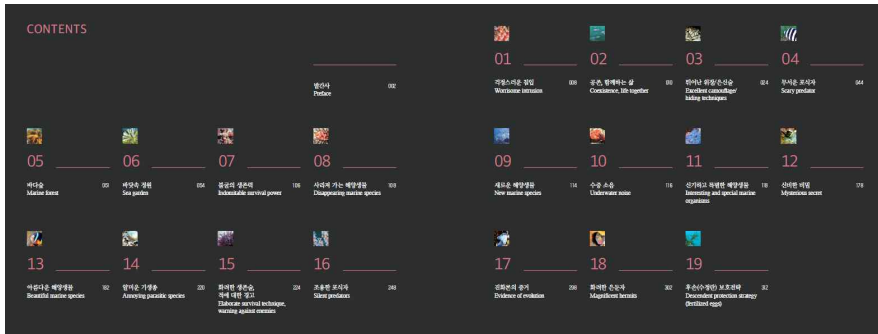 CONTENTS
발간사 002
Preface
01
걱정스러운 침입 008
Worrisome intrusion
02
공존, 함께하는 삶 010
Coexistence, life together
03
뛰어난 위장/은신술 024
Excellent camouflage/
hiding techniques
04
무서운 포식자 044
Scary predator
05
바다숲
Marine forest
06
바닷속 정원 054
Sea garden
07
불굴의 생존력 106
Indomitable survival power
08
사라져 가는 해양생물 108
Disappearing marine species
09
새로운 해양생물 114
New marine species
10
수중 소음 116
Underwater noise
11
신기하고 특별한 해양생물 118
Interesting and special marine
organisms
12
신비한 비밀 178
Mysterious secret
13
아름다운 해양생물 182
Beautiful marine species
14
얄미운 기생충 220
Annoying parasitic species
15
화려한 생존술,
적에 대한 경고 224
Elaborate survival technique,
warning against enemies
16
조용한 포식자 248
Silent predators
17
진화론의 증거 298
Evidence of evolution
18
화려한 은둔자 302
Magnificent hermits
19
후손(수정란) 보호전략 312
Descendent protection strategy
(fertilized eggs)